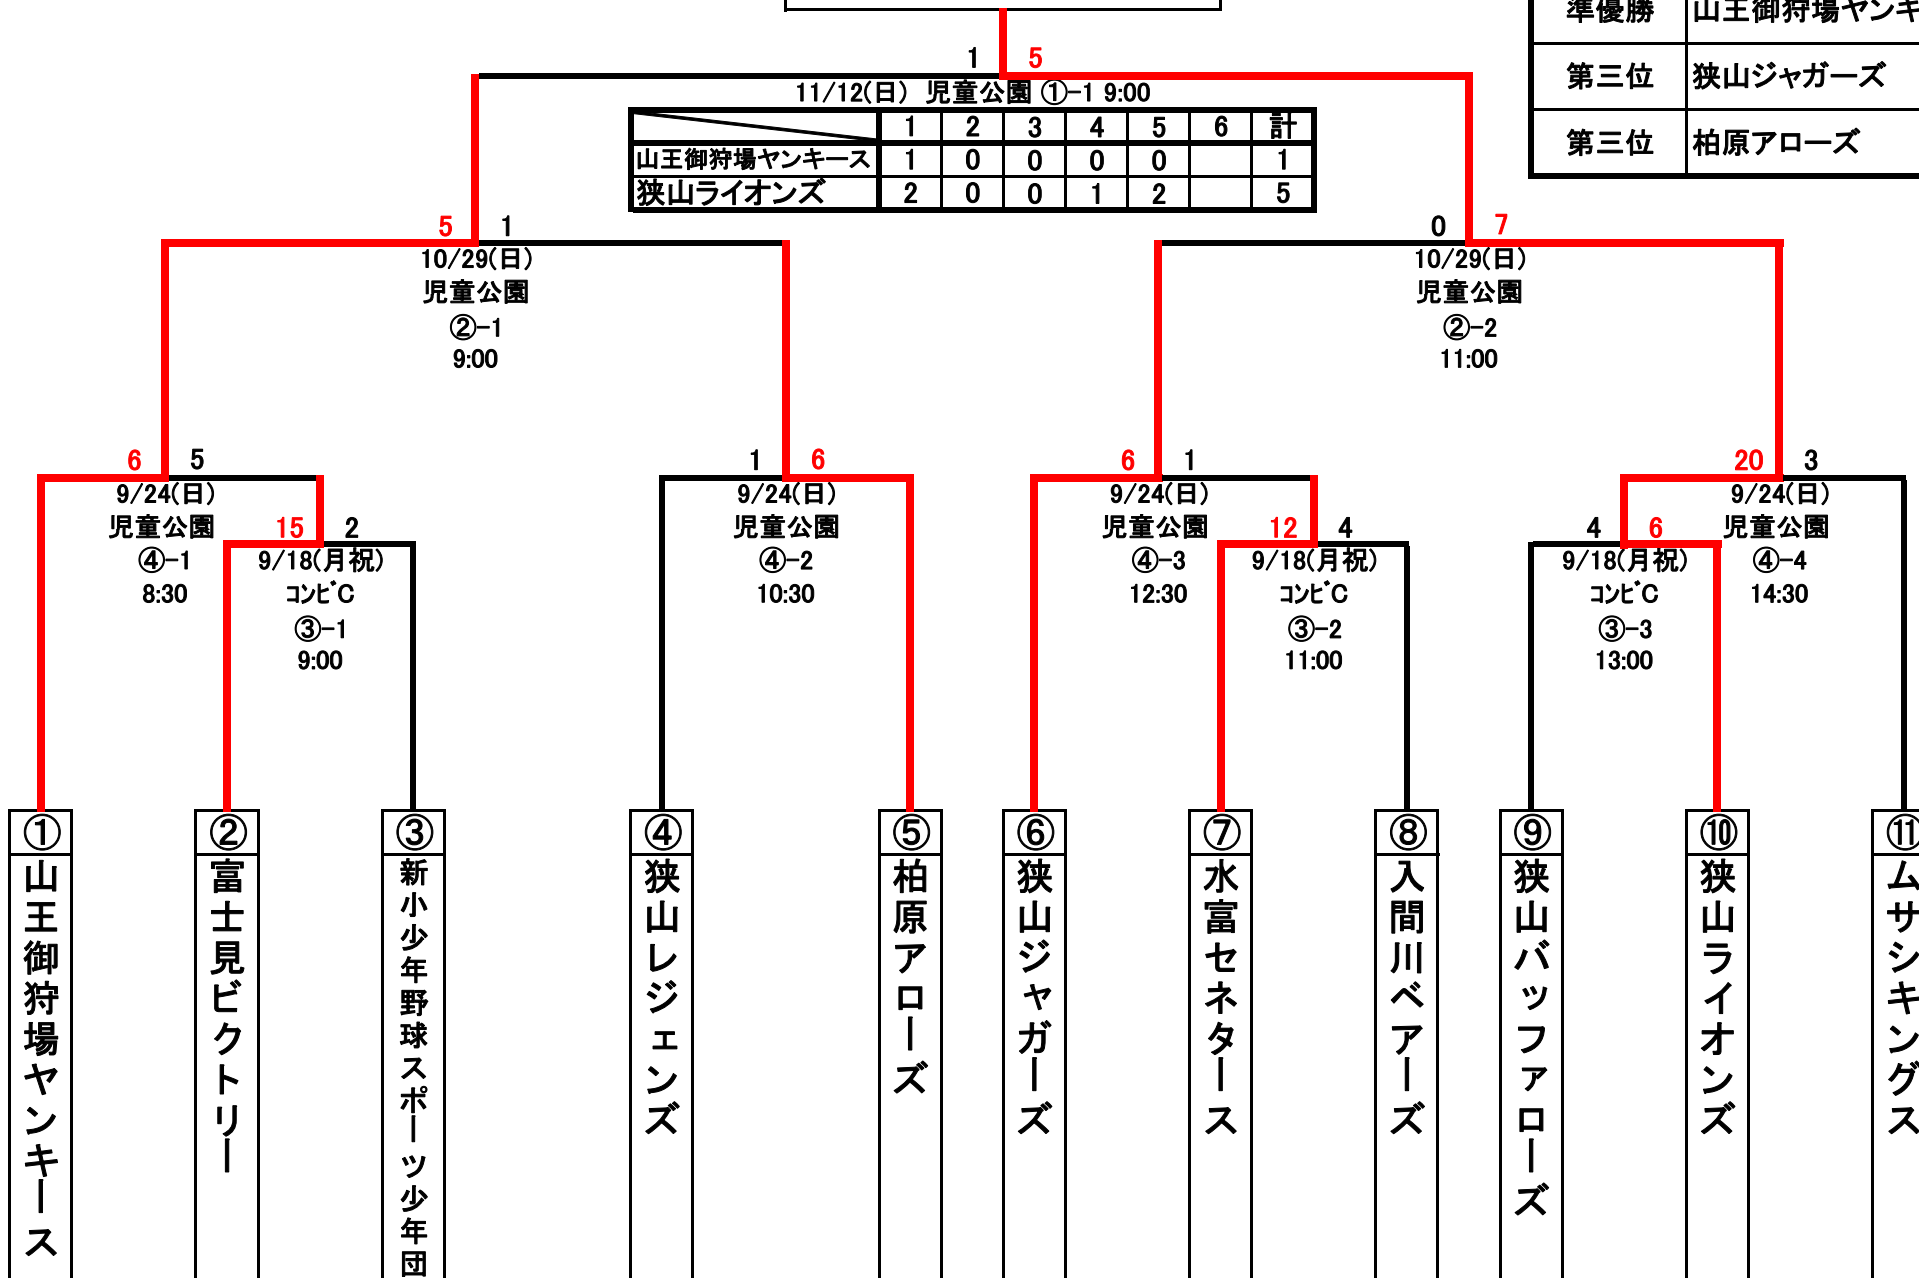 準優勝 山王御狩場ヤンキ
第三位 狭山ジャガーズ
第三位 柏原アローズ
1 5
11/12(日) 児童公園 ①-1 9:00
1 2 3 4 5 6 計
山王御狩場ヤンキース 1 0 0 0 0 1
狭山ライオンズ 2 0 0 1 2 5
5 1
10/29(日)
児童公園
②-1
9:00
0 7
10/29(日)
児童公園
②-2
11:00
6 5
9/24(日)
児童公園
④-1
8:30
15 2
9/18(月祝)
コンビC
③-1
9:00
1 6
9/24(日)
児童公園
④-2
10:30
6 1
9/24(日)
児童公園
④-3
12:30
12 4
9/18(月祝)
コンビC
③-2
11:00
20 3
9/24(日)
児童公園
④-4
14:30
4 6
9/18(月祝)
コンビC
③-3
13:00
①
山王御狩場ヤンキース
②
富士見ビクトリー
③
新小少年野球スポーツ少年団
④
狭山レジェンズ
⑤
柏原アローズ
⑥
狭山ジャガーズ
⑦
水富セネタース
⑧
入間川ベアーズ
⑨
狭山バッファローズ
⑩
狭山ライオンズ
⑪
ムサシキングス